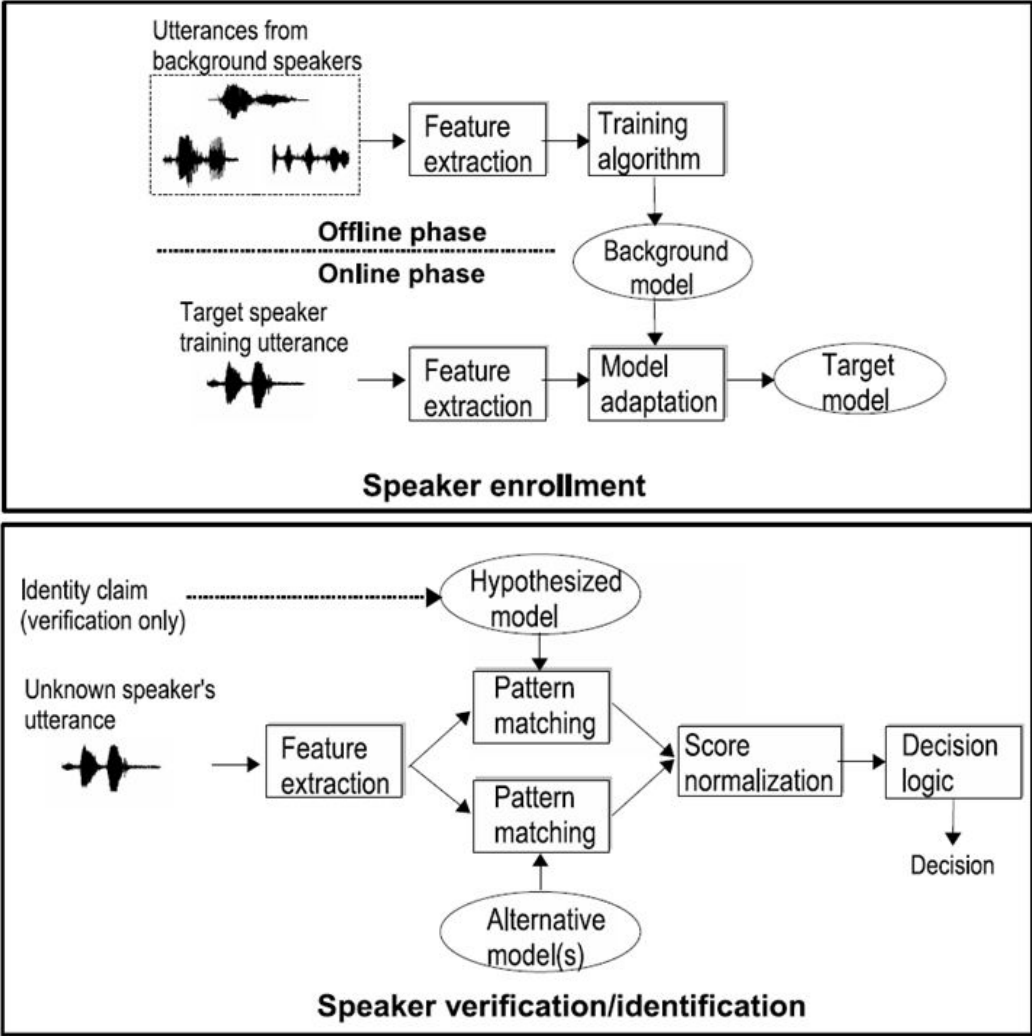 Utterances from
background speakers
Feature
extraction
Training
algorithm
Offline phase
Online phase
Background
model
Target speaker
training utterance
Feature
extraction
Model
adaptation
Target
model
Speaker enrollment
Identity claim
(verification only)
Hypothesized
model
Unknown speaker's
utterance
Pattern
matching
Feature
extraction
Score
normalization
Decision
logic
Pattern
matching
Decision
Alternative
model(s)
Speaker verification/identification